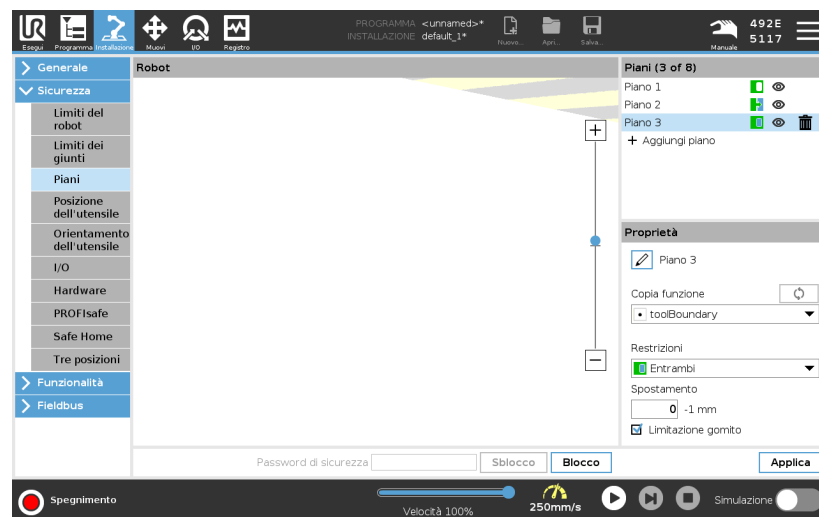 PROGRAMMA <unnamed>*
INSTALLAZIONE default_1*
Esegui Programma Installazione Muovi I/O Registro
Nuovo... Apri... Salva...
Manuale
492E
5117
Generale
Sicurezza
Limiti del
robot
Limiti dei
giunti
Piani
Posizione
dell'utensile
Orientamento
dell'utensile
I/O
Hardware
PROFIsafe
Safe Home
Tre posizioni
Funzionalità
Fieldbus
Robot
Piani (3 of 8)
Piano 1
Piano 2
Piano 3
+ Aggiungi piano
Proprietà
Piano 3
Copia funzione
toolBoundary
Restrizioni
Entrambi
Spostamento
0 -1 mm
Limitazione gomito
Password di sicurezza Sblocco Blocco Applica
Spegnimento
Velocità 100%
250mm/s
Simulazione